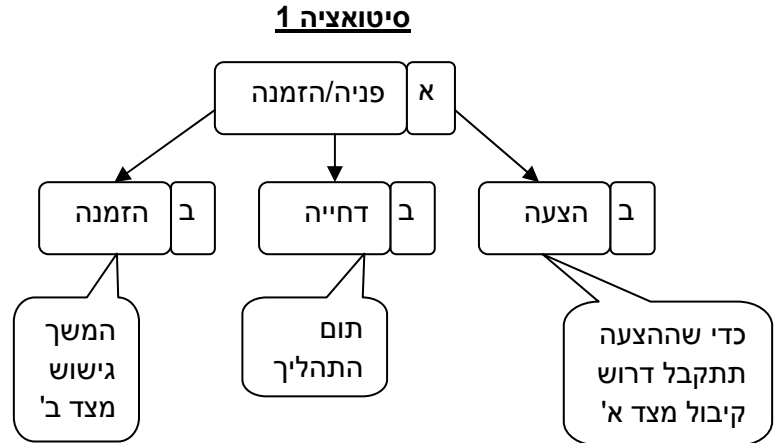 סיטואציה 1
א פניה/הזמנה
ב הצעה
ב דחייה
ב הזמנה
כדי שההצעה
תתקבל דרוש
קיבול מצד א'
תום
התהליך
המשך
גישוש
מצד ב'